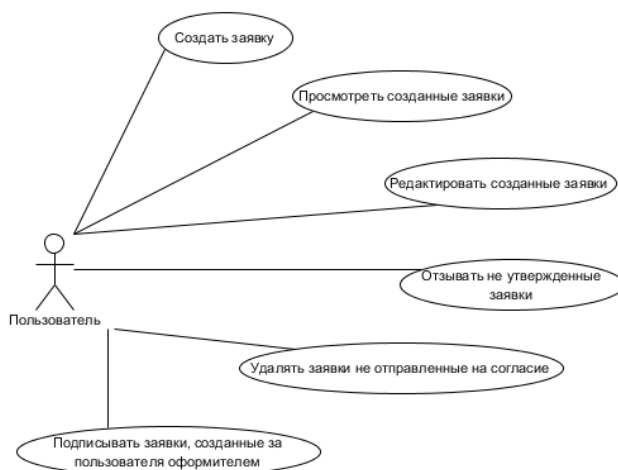 Создать заявку
Просмотреть созданные заявки
Редактировать созданные заявки
Отзывать не утвержденные
заявки
Пользователь
Удалять заявки не отправленные на согласие
Подписывать заявки, созданные за
пользователя оформителем